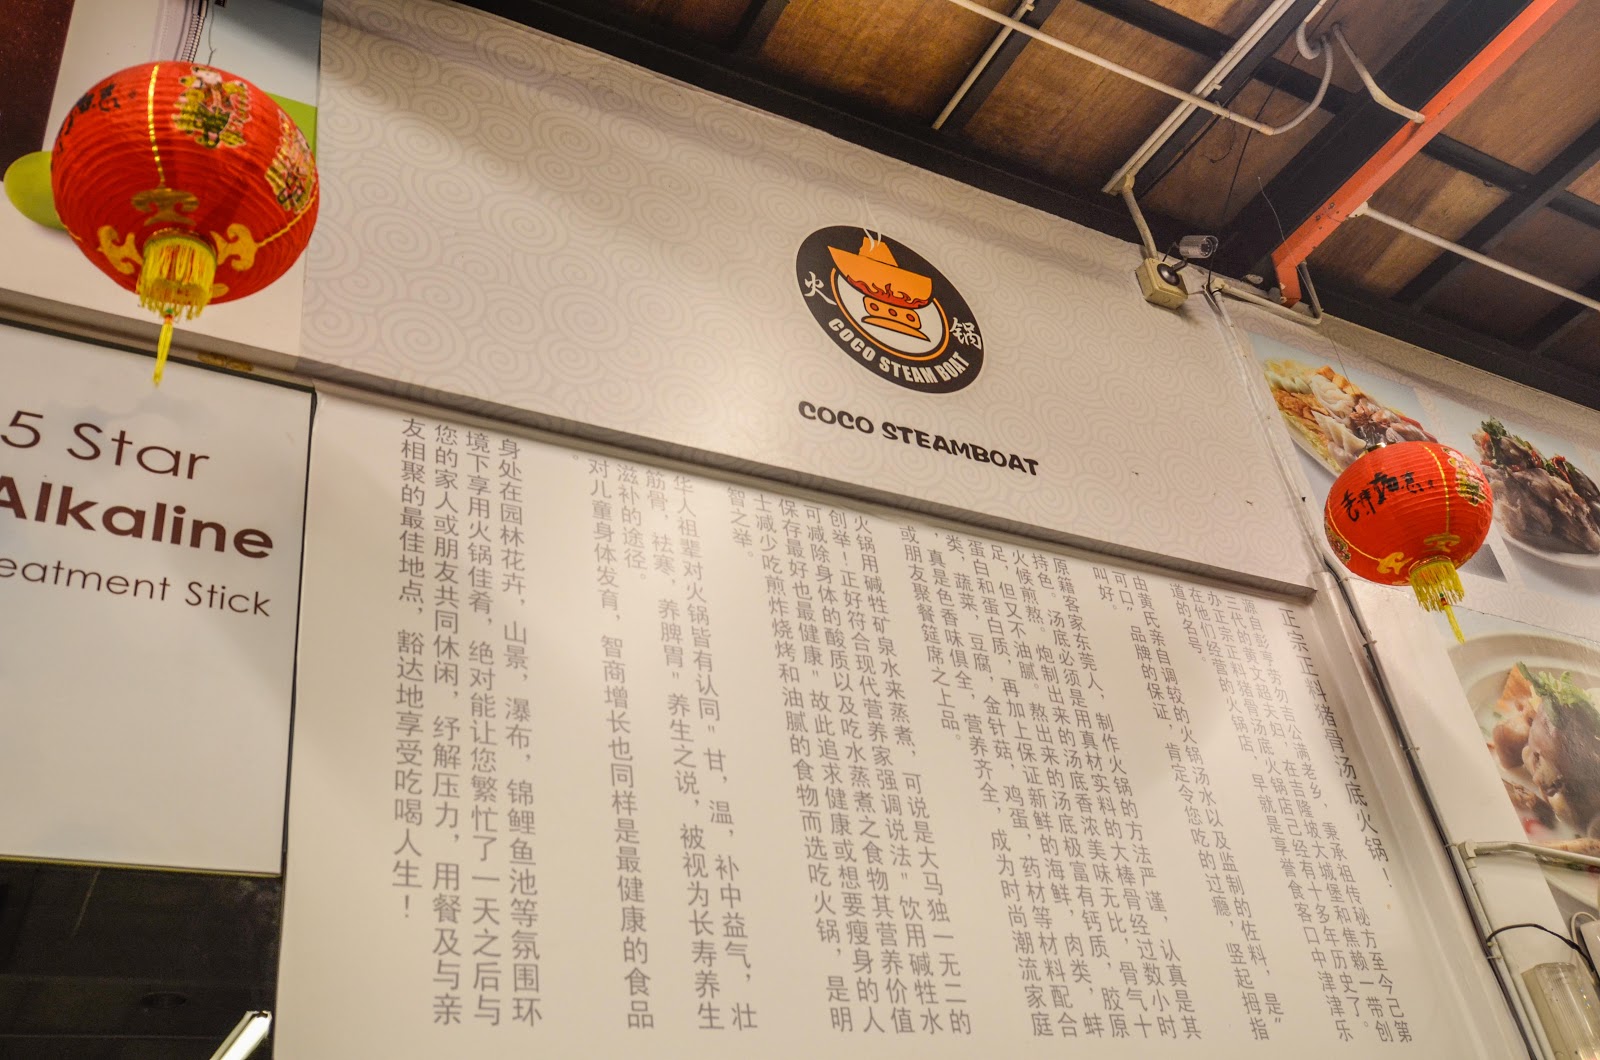 5 Star
Alkaline
eatment Stick
火
锅
COCO STEAM BOAT
COCO STEAMBOAT
正宗正料猪骨汤底火锅！
源自彭亨劳勿吉公满老乡，秉承祖传秘方至今己第
三代的黄文超夫妇，在吉隆坡大城堡和焦赖一带创
办正宗正料猪骨汤底火锅店己经有十多年历史了。
在他们经营的火锅店，早就是享誉食客口中津津乐
道的名号。
由黄氏亲自调较的火锅汤水以及监制的佐料，是"
可口"品牌的保证，肯定令您吃的过瘾，竖起拇指
叫好。
原籍客家东莞人，制作火锅的方法严谨，认真是其
持色。汤底必须是用真材实料的大棒骨经过数小时
火候煎熬。炮制出来的汤底香浓美味无比，骨气十
足，但又不油腻。熬出来的汤底极富有钙质，胶原
蛋白和蛋白质，再加上保证新鲜的海鲜，肉类，蚌
类，蔬菜，豆腐，金针菇，鸡蛋，药材等材料配合
，真是色香味俱全，营养齐全，成为时尚潮流家庭
或朋友聚餐筵席之上品。
火锅用碱性矿泉水来蒸煮，可说是大马独一无二的
创举！正好符合现代营养家强调说法"饮用碱性水
可减除身体的酸质以及吃水蒸煮之食物其营养价值
保存最好也最健康"故此追求健康或想要瘦身的人
士减少吃煎炸烧烤和油腻的食物而选吃火锅，是明
智之举。
华人祖辈对火锅皆有认同"甘，温，补中益气，壮
筋骨，祛寒，养脾胃"养生之说，被视为长寿养生
滋补的途径。
对儿童身体发育，智商增长也同样是最健康的食品
。
身处在园林花卉，山景，瀑布，锦鲤鱼池等氛围环
境下享用火锅佳肴，绝对能让您繁忙了一天之后与
您的家人或朋友共同休闲，纾解压力，用餐及与亲
友相聚的最佳地点，豁达地享受吃喝人生！